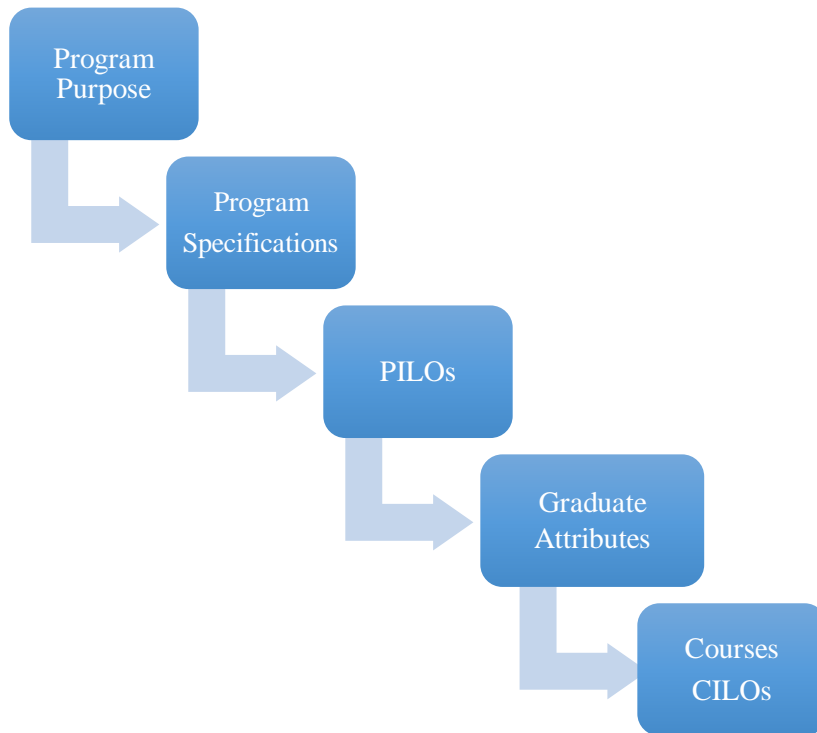 Program
Purpose
Program
Specifications
PILOs
Graduate
Attributes
Courses
CILOs